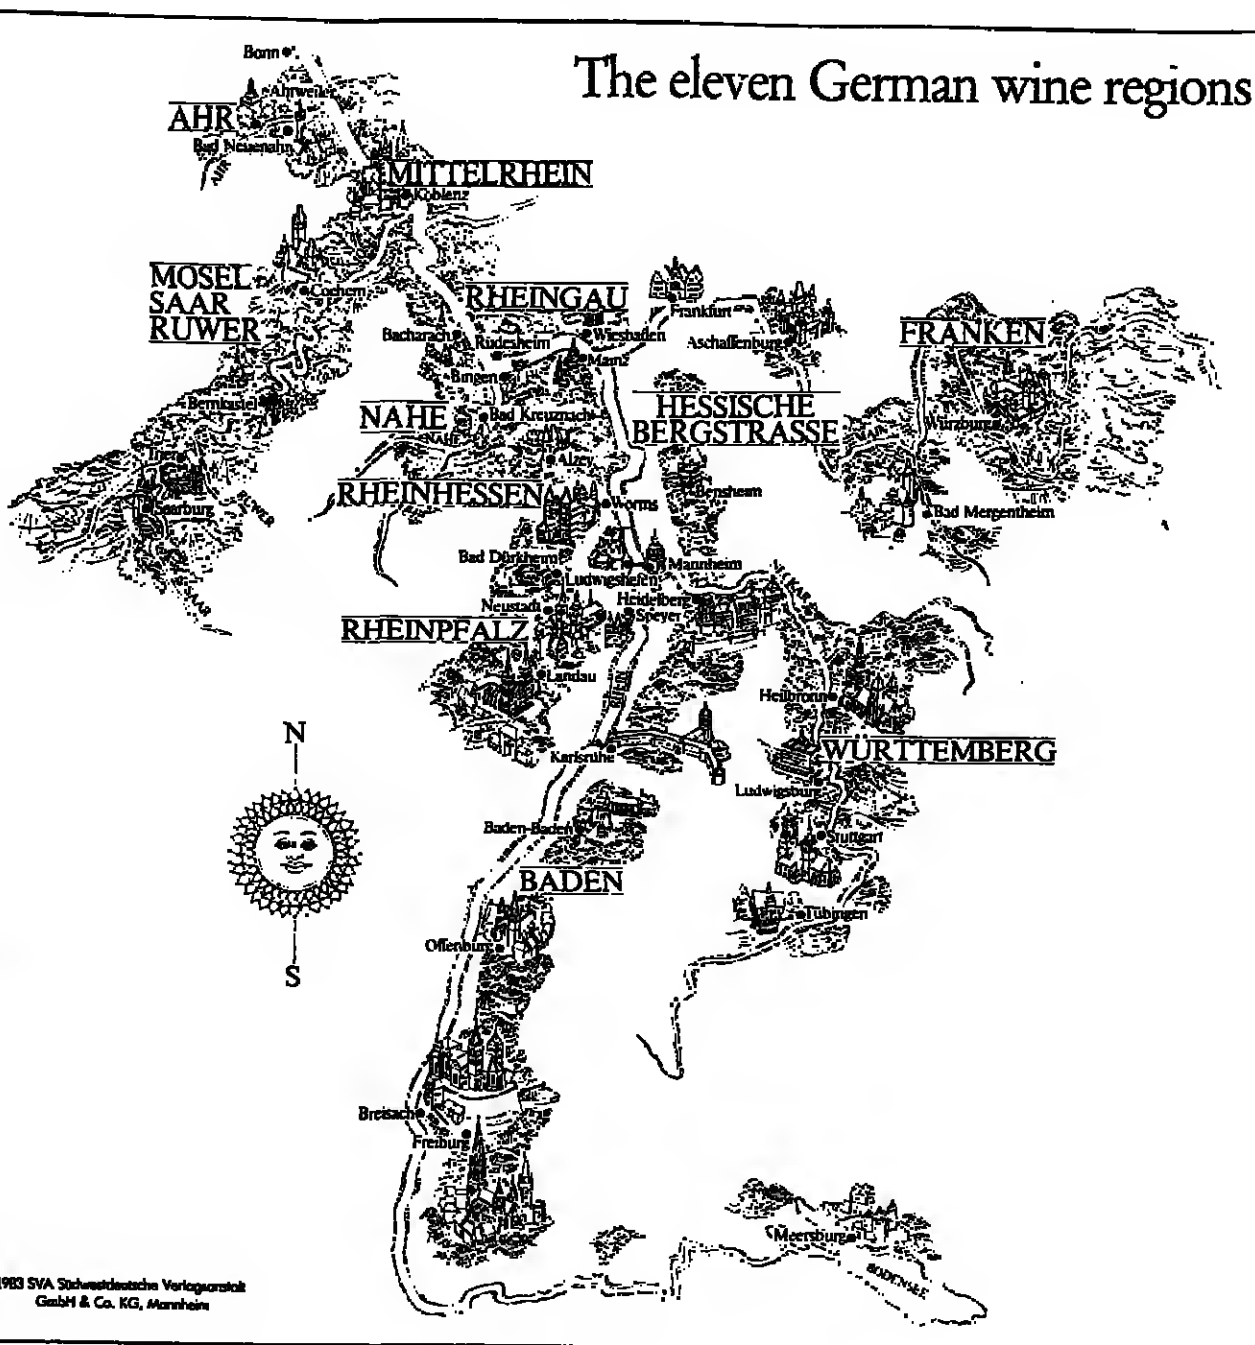 The eleven German wine regions
Bonn
Ahrweiler
AHR
Bad Neuenahr
AHR
MITTELRHEIN
Koblenz
MOSEL
SAAR
RUWER
Cochem
RHEINGAU
Frankfurt
Bacharach
Rüdesheim
Wiesbaden
Aschaffenburg
FRANKEN
Mainz
Bingen
Bernkastel
NAHE
Bad Kreuznach
HESSISCHE
BERGSTRASSE
NAHE
MAIN
Würzburg
Trier
Alzey
RHEINHESSEN
Bensheim
Worms
Saarburg
RUWER
Bad Mergentheim
Bad Dürkheim
Mannheim
Ludwigshafen
NECKAR
SAAR
Neustadt
Heidelberg
Speyer
RHEINPFALZ
Landau
RHEIN
Heilbronn
N
Karlsruhe
WÜRTTEMBERG
Ludwigsburg
Baden-Baden
Stuttgart
BADEN
Tübingen
Offenburg
S
Breisach
Freiburg
Meersburg
BODENSEE
1983 SVA Südwestdeutsche Verlagsanstalt
GmbH & Co. KG, Mannheim